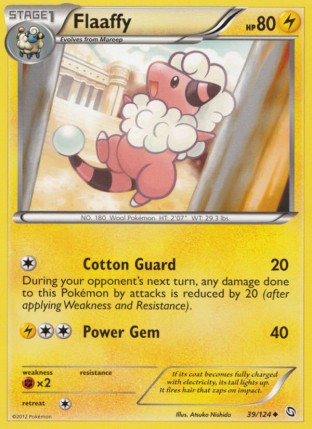 STAGE1
Flaaffy
HP80
Evolves from Mareep
NO. 180 Wool Pokémon HT. 2'07" WT. 29.3 lbs.
Cotton Guard 20
During your opponent's next turn, any damage done
to this Pokémon by attacks is reduced by 20 (after
applying Weakness and Resistance).
Power Gem 40
weakness
resistance
×2
retreat
If its coat becomes fully charged
with electricity, its tail lights up.
It fires hair that zaps on impact.
Illus. Atsuko Nishida
39/124
©2012 Pokémon